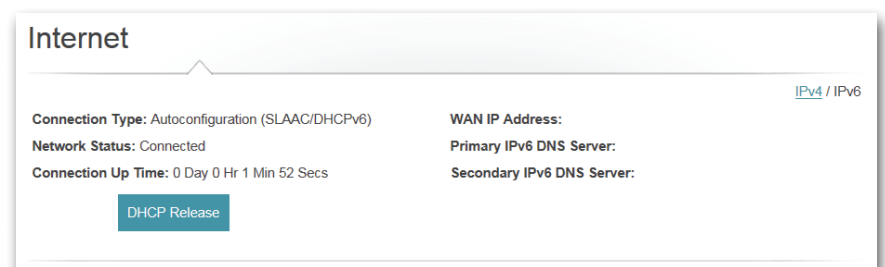 Internet
IPv4 / IPv6
Connection Type: Autoconfiguration (SLAAC/DHCPv6)
Network Status: Connected
Connection Up Time: 0 Day 0 Hr 1 Min 52 Secs
DHCP Release
WAN IP Address:
Primary IPv6 DNS Server:
Secondary IPv6 DNS Server: